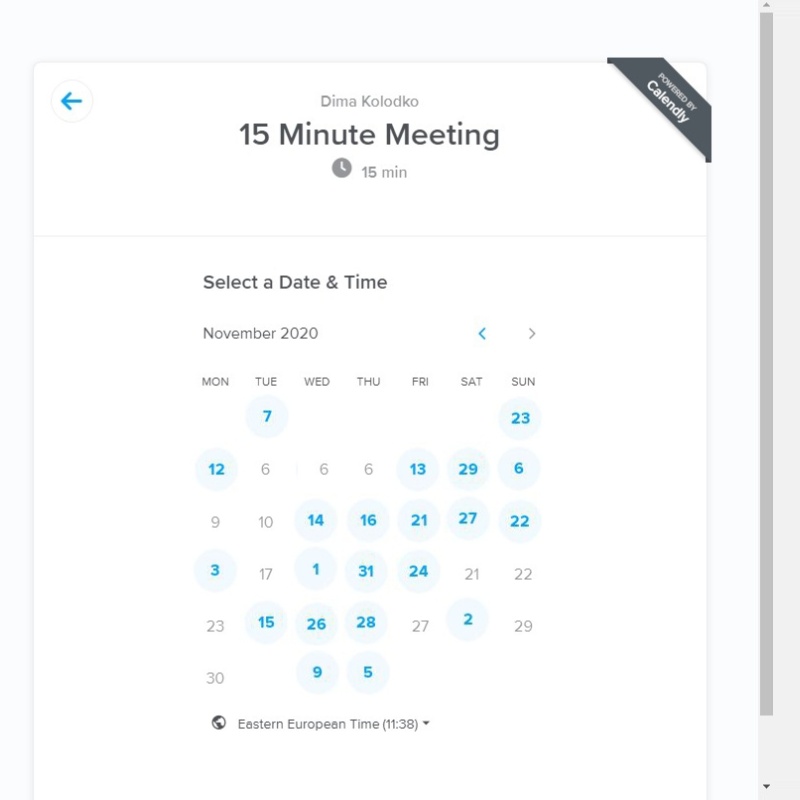 POWERED BY
Calendly
Dima Kolodko
15 Minute Meeting
15 min
Select a Date & Time
November 2020
MON TUE WED THU FRI SAT SUN
7 23
12 6 6 6 13 29 6
9 10 14 16 21 27 22
3 17 1 31 24 21 22
23 15 26 28 27 2 29
30 9 5
Eastern European Time (11:38)